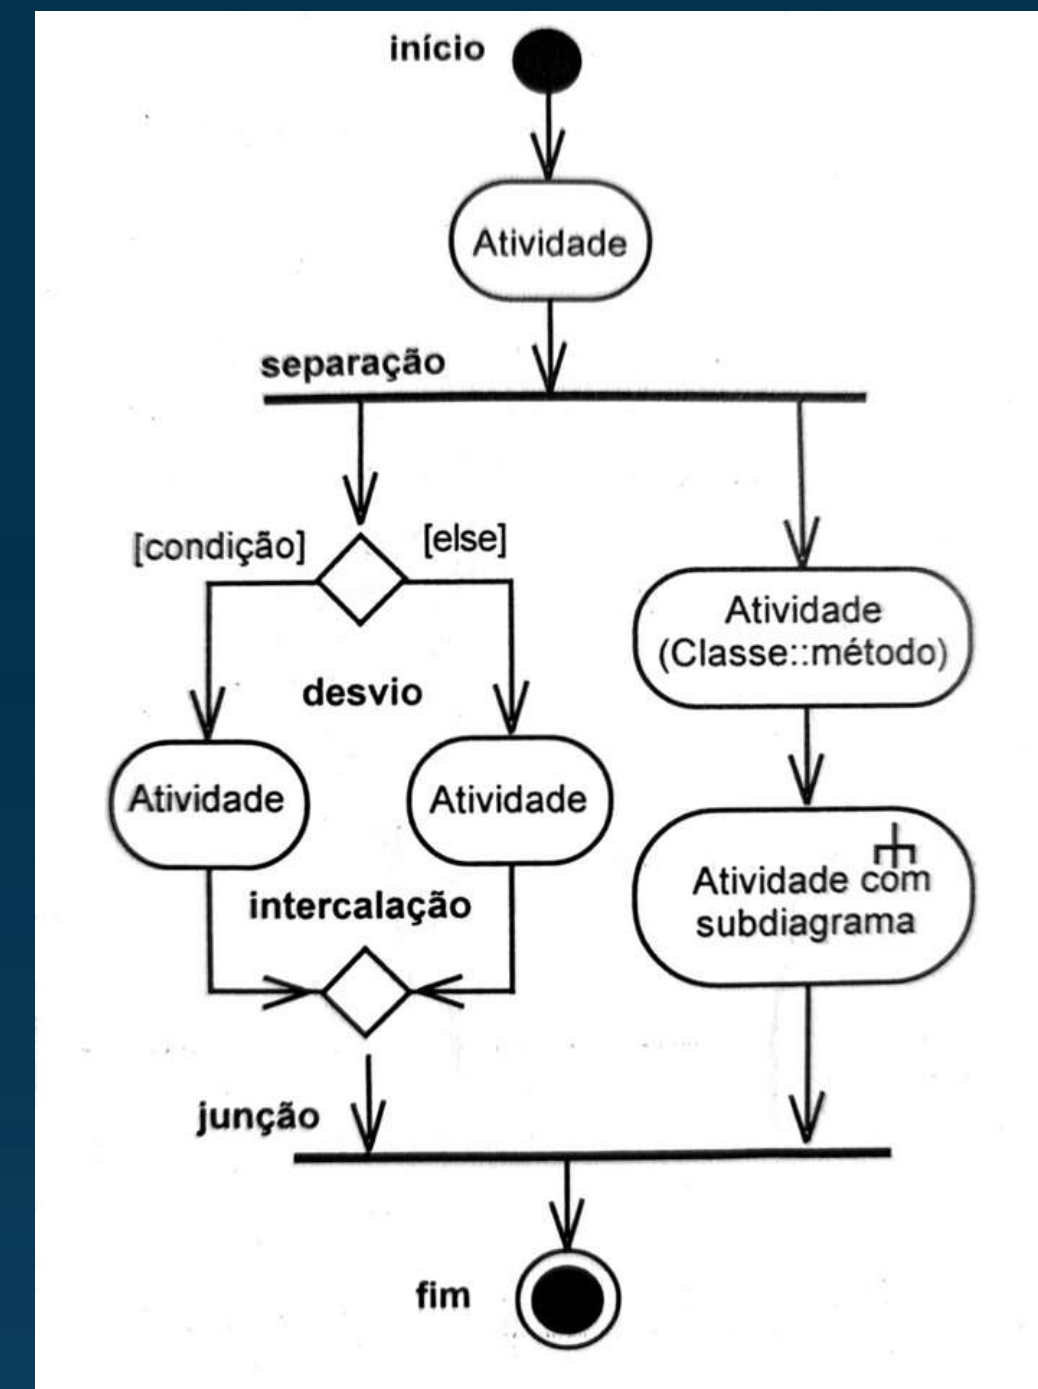 início
Atividade
separação
[condição]
[else]
Atividade
(Classe::método)
desvio
Atividade
Atividade
Atividade com
subdiagrama
intercalação
junção
fim